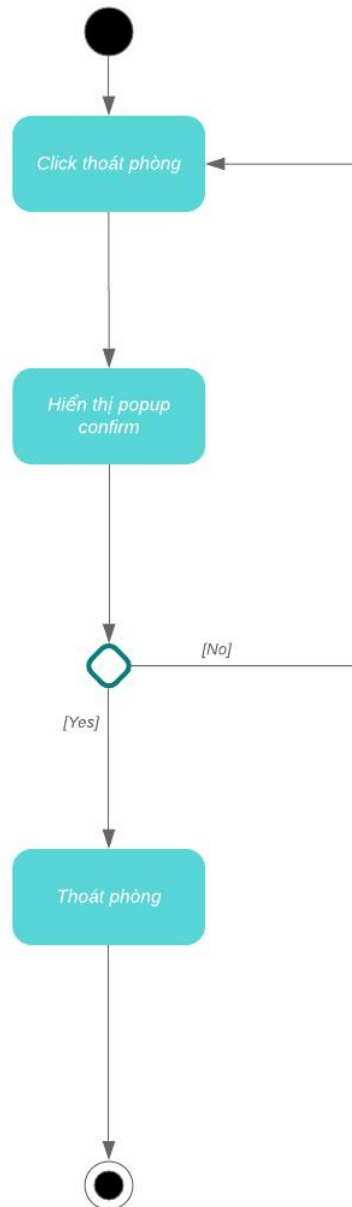 Click thoát phòng
Hiển thị popup
confirm
[No]
[Yes]
Thoát phòng